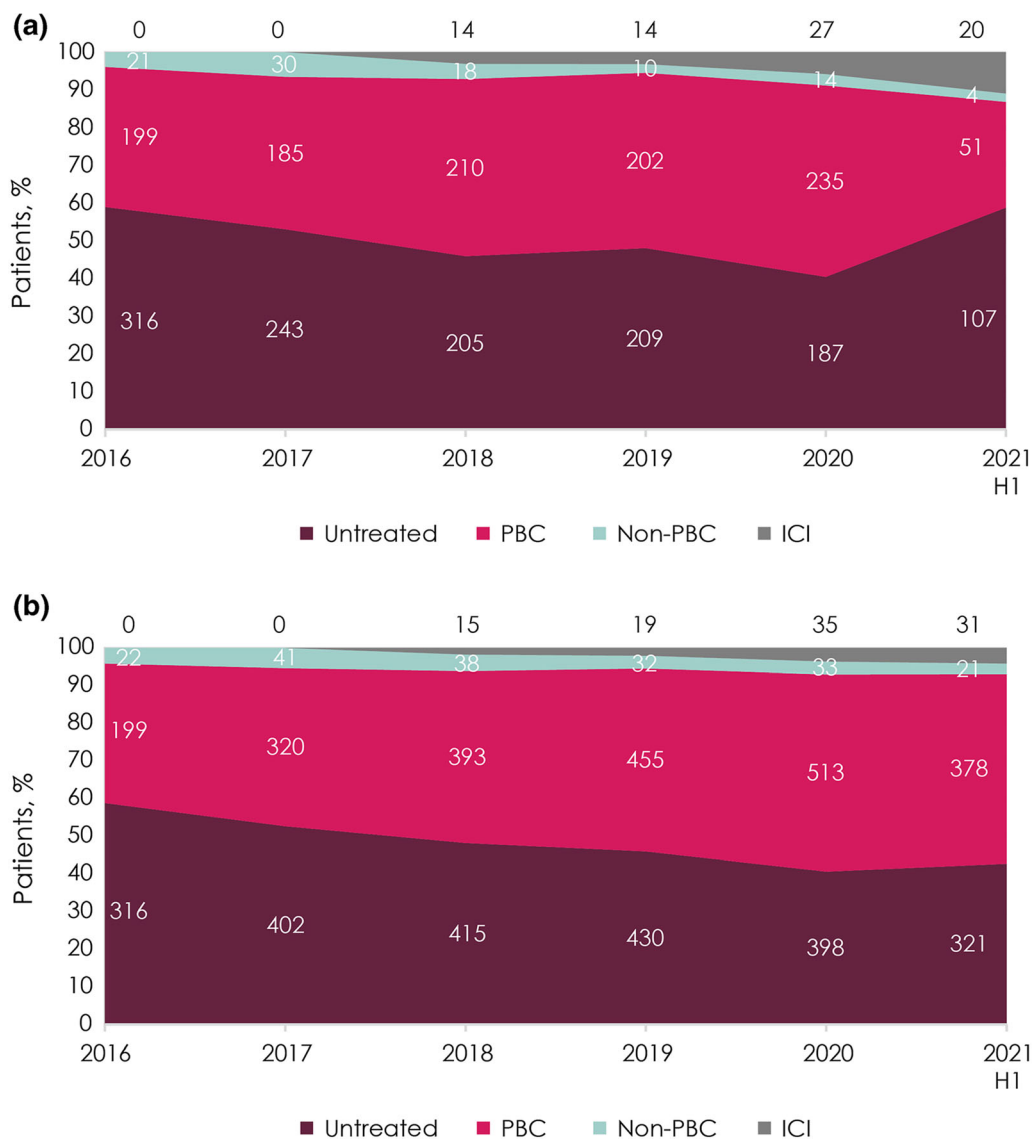 (a)
0 0 14 14 27 20
100
90
80
70
60
50
40
30
20
10
0
Patients, %
21 30 18 10 14 4
199 185 210 202 235 51
316 243 205 209 187 107
2016 2017 2018 2019 2020 2021
H1
Untreated PBC Non-PBC ICI
(b)
0 0 15 19 35 31
100
90
80
70
60
50
40
30
20
10
0
Patients, %
22 41 38 32 33 21
199 320 393 455 513 378
316 402 415 430 398 321
2016 2017 2018 2019 2020 2021
H1
Untreated PBC Non-PBC ICI